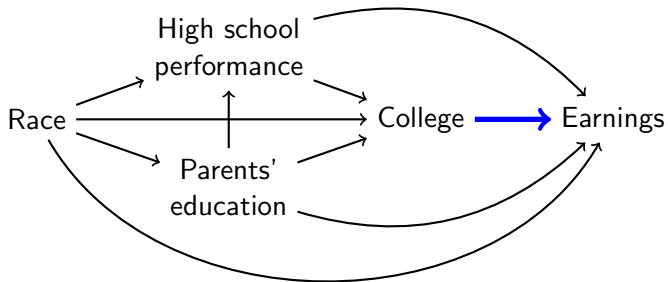 High school
performance
Race
College
Earnings
Parents'
education